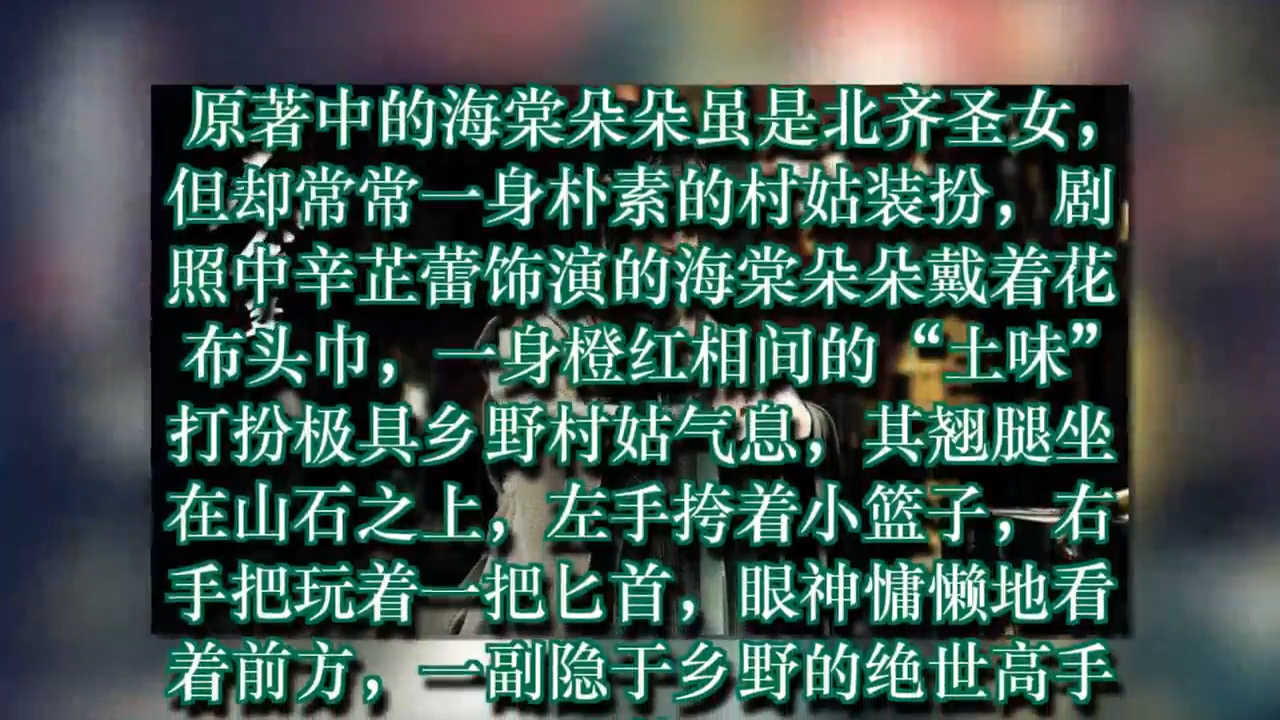 原著中的海棠朵朵虽是北齐圣女，
但却常常一身朴素的村姑装扮，剧
照中辛芷蕾饰演的海棠朵朵戴着花
布头巾，一身橙红相间的“土味”
打扮极具乡野村姑气息，其翘腿坐
在山石之上，左手挎着小篮子，右
手把玩着一把匕首，眼神慵懒地看
着前方，一副隐于乡野的绝世高手